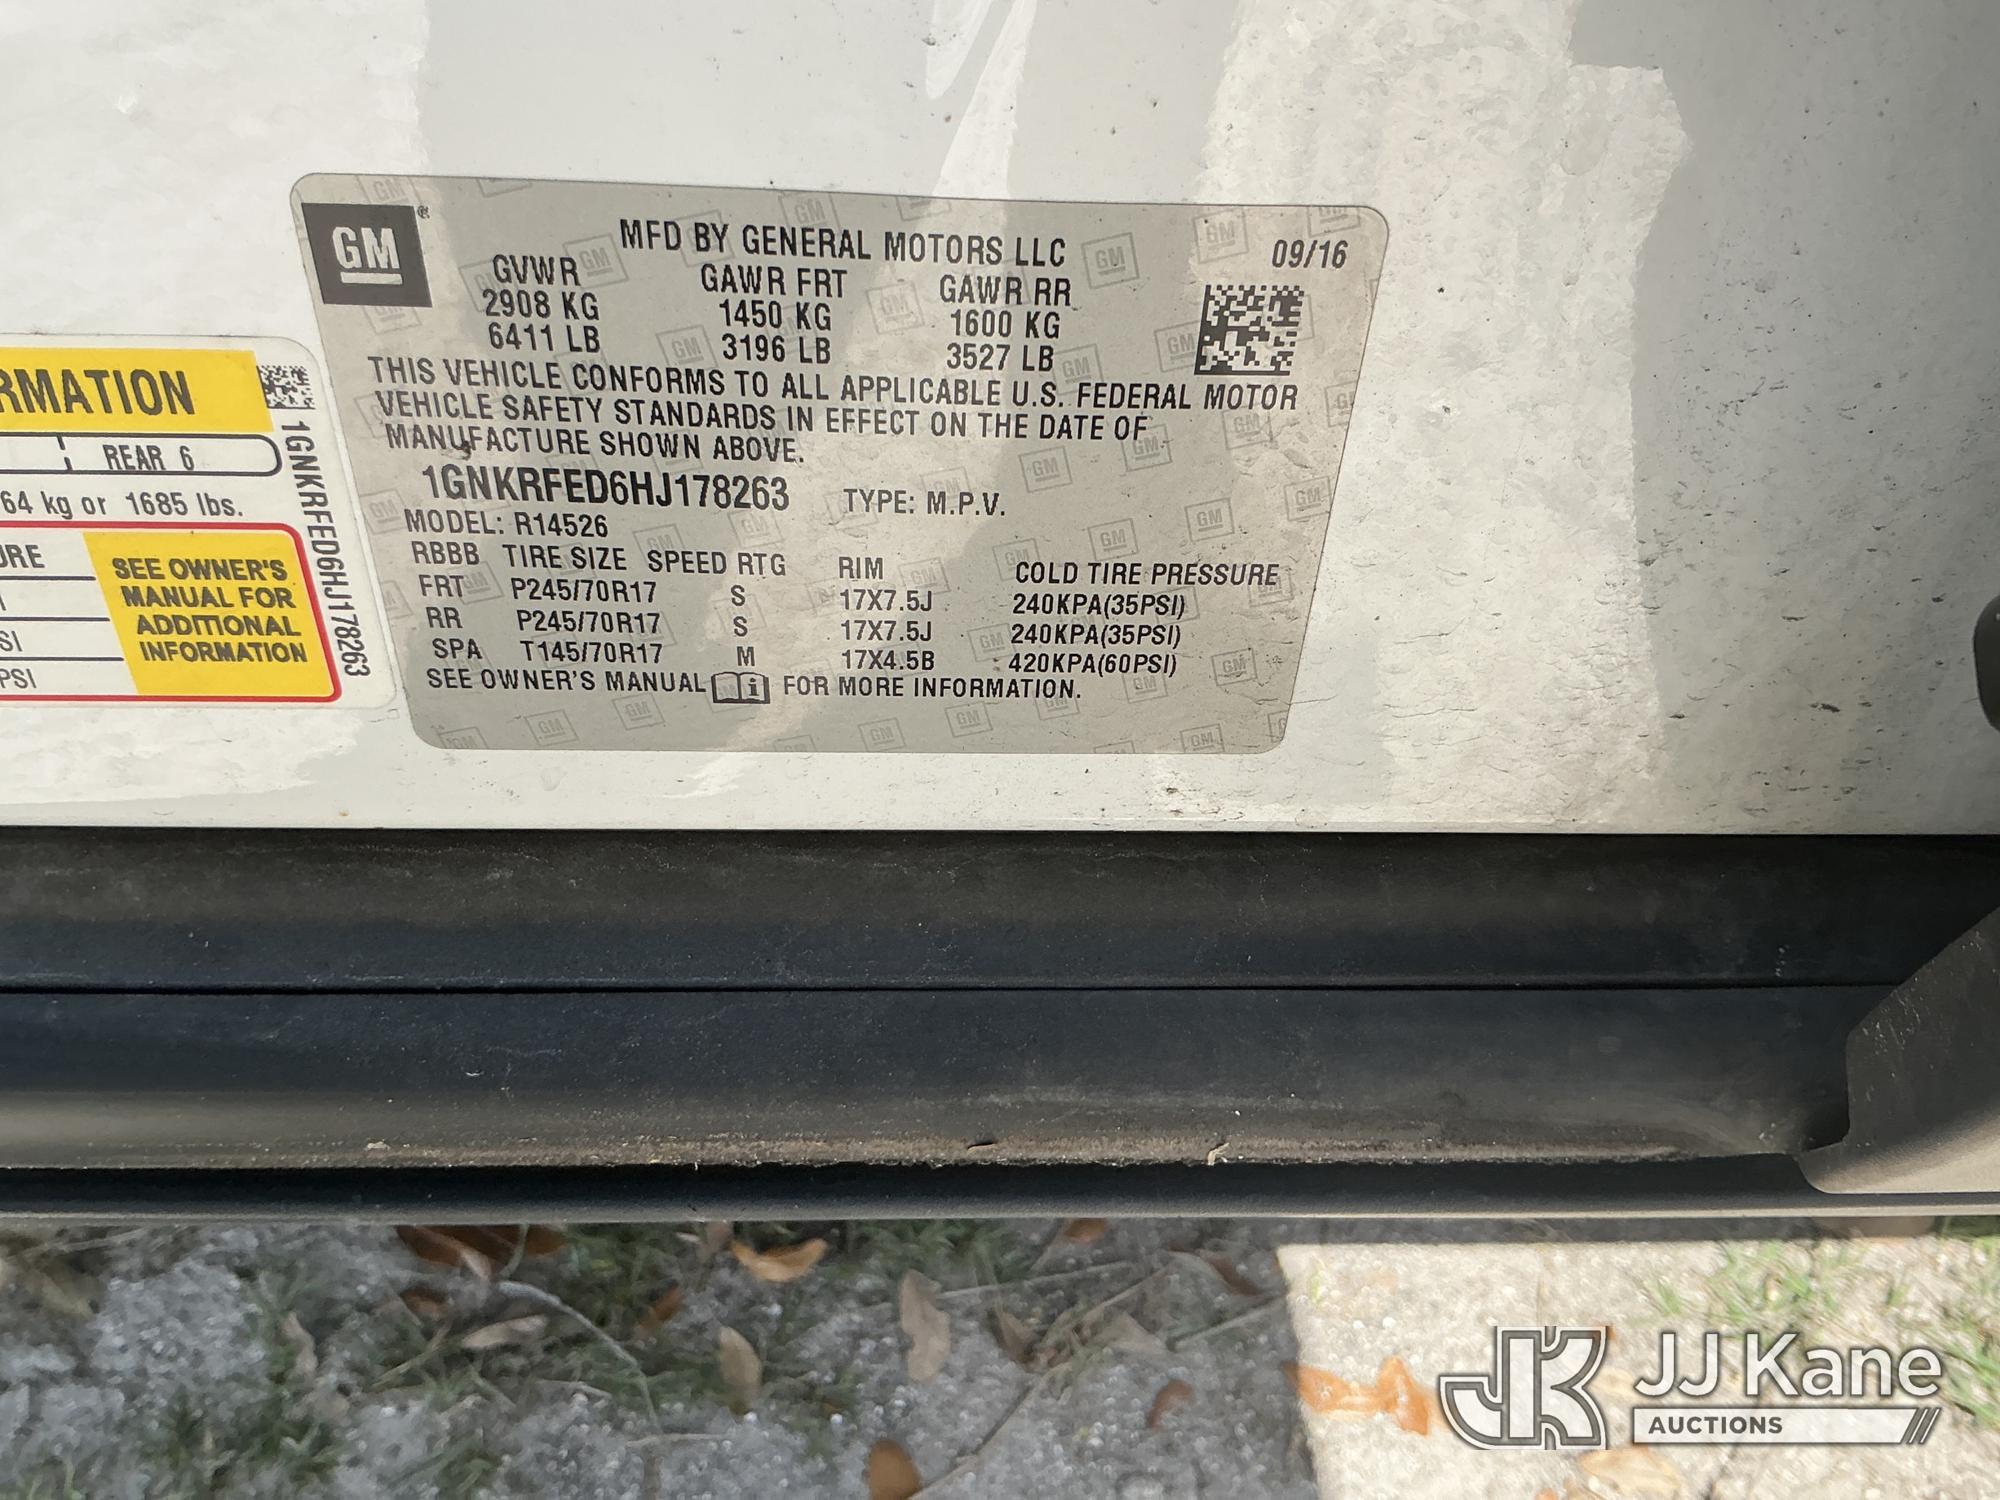 GM
MFD BY GENERAL MOTORS LLC 09/16
GVWR GAWR FRT GAWR RR
2908 KG 1450 KG 1600 KG
6411 LB 3196 LB 3527 LB
THIS VEHICLE CONFORMS TO ALL APPLICABLE U.S. FEDERAL MOTOR
VEHICLE SAFETY STANDARDS IN EFFECT ON THE DATE OF
MANUFACTURE SHOWN ABOVE.
1GNKRFED6HJ178263 TYPE: M.P.V.
MODEL: R14526
RBBB TIRE SIZE SPEED RTG RIM COLD TIRE PRESSURE
FRT P245/70R17 S 17X7.5J 240KPA(35PSI)
RR P245/70R17 S 17X7.5J 240KPA(35PSI)
SPA T145/70R17 M 17X4.5B 420KPA(60PSI)
SEE OWNER'S MANUAL i FOR MORE INFORMATION.
RMATION
REAR 6
64 kg or 1685 lbs.
URE
SI
PSI
SEE OWNER'S
MANUAL FOR
ADDITIONAL
INFORMATION
1GNKRFED6HJ178263
JK JJ Kane
AUCTIONS